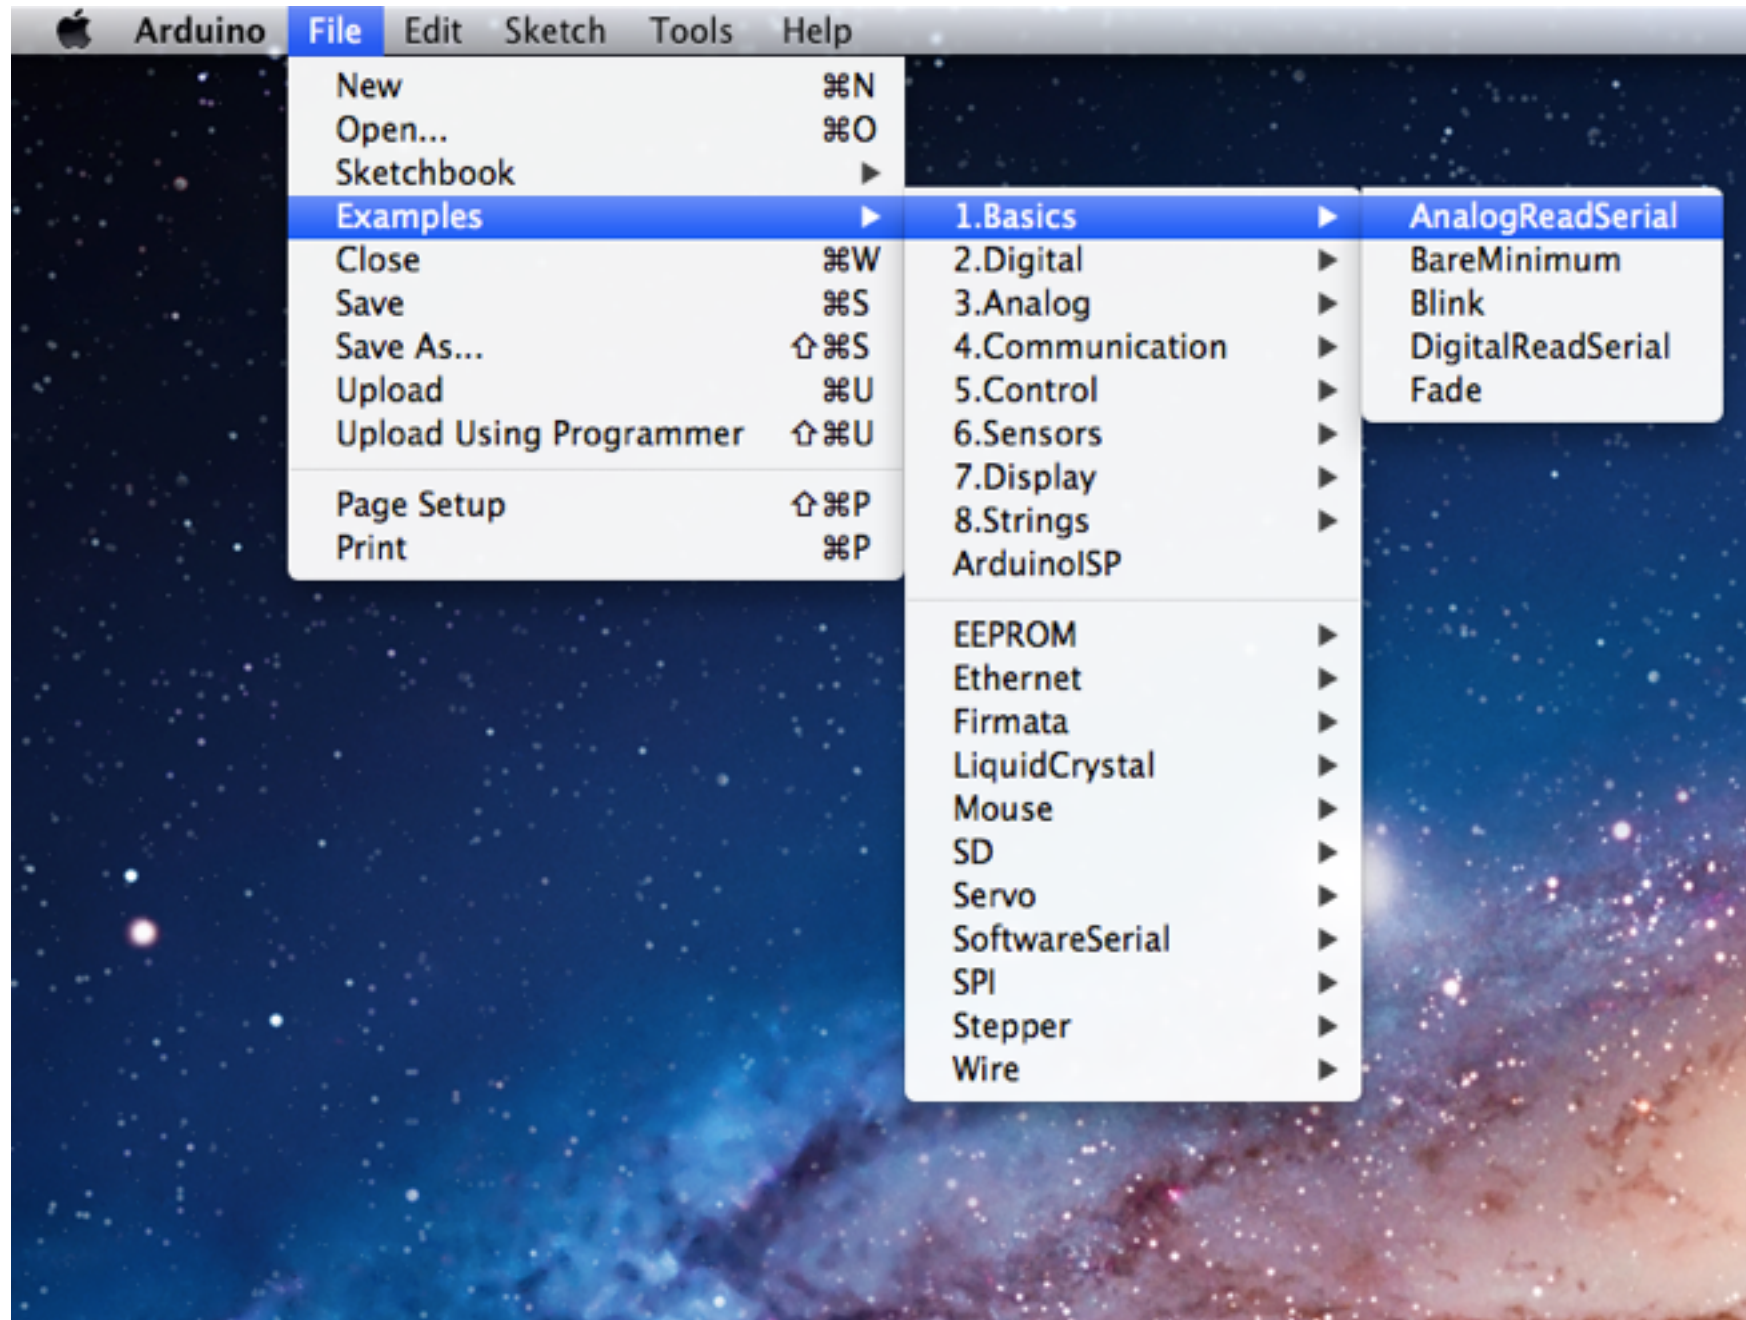 Arduino File Edit Sketch Tools Help
New ⌘N
Open... ⌘O
Sketchbook
Examples
Close ⌘W
Save ⌘S
Save As... ⇧⌘S
Upload ⌘U
Upload Using Programmer ⇧⌘U
Page Setup ⇧⌘P
Print ⌘P
1.Basics
2.Digital
3.Analog
4.Communication
5.Control
6.Sensors
7.Display
8.Strings
ArduinoISP
EEPROM
Ethernet
Firmata
LiquidCrystal
Mouse
SD
Servo
SoftwareSerial
SPI
Stepper
Wire
AnalogReadSerial
BareMinimum
Blink
DigitalReadSerial
Fade